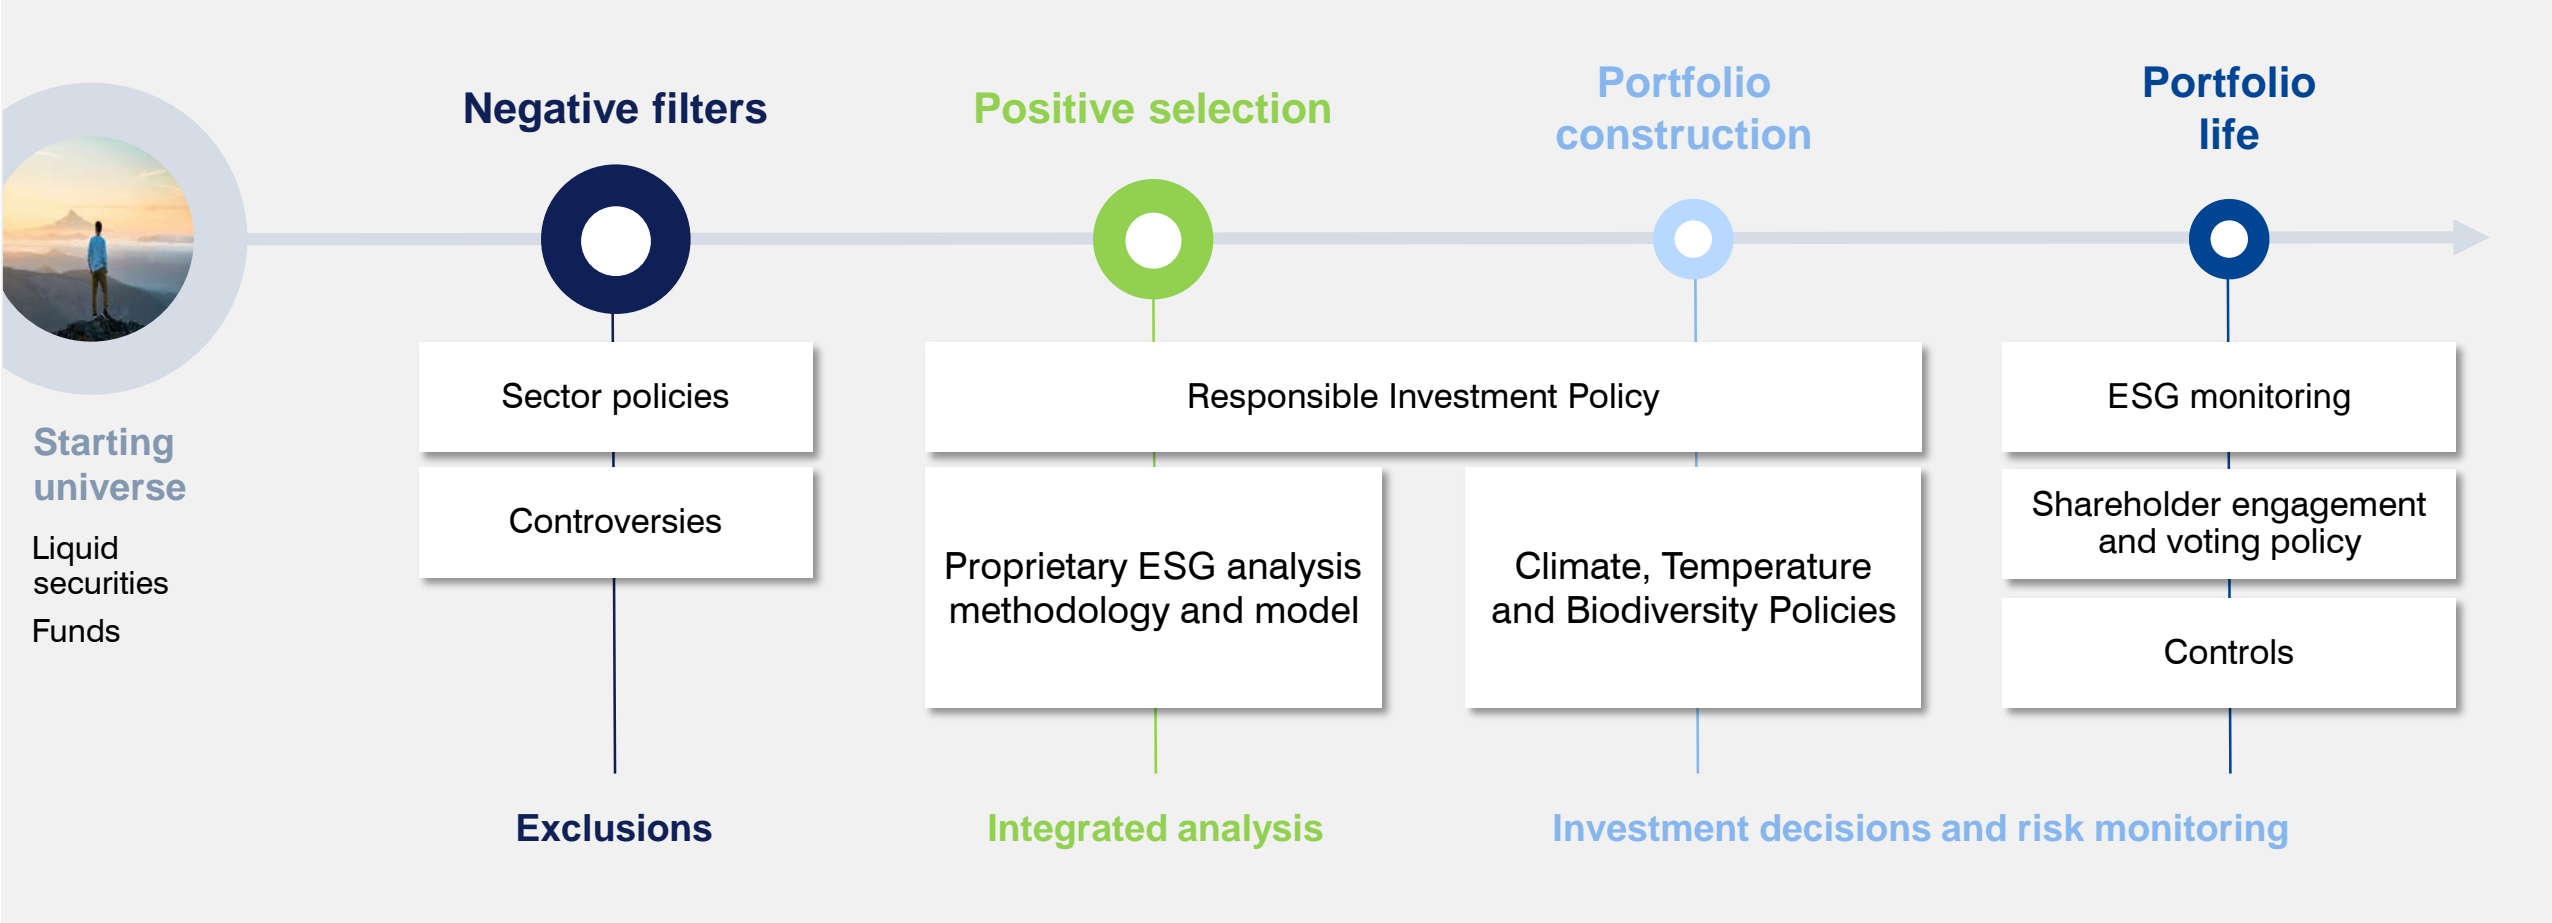 Negative filters
Positive selection
Portfolio
construction
Portfolio
life
Starting
universe
Liquid
securities
Funds
Sector policies
Controversies
Responsible Investment Policy
Proprietary ESG analysis
methodology and model
Climate, Temperature
and Biodiversity Policies
ESG monitoring
Shareholder engagement
and voting policy
Controls
Exclusions
Integrated analysis
Investment decisions and risk monitoring